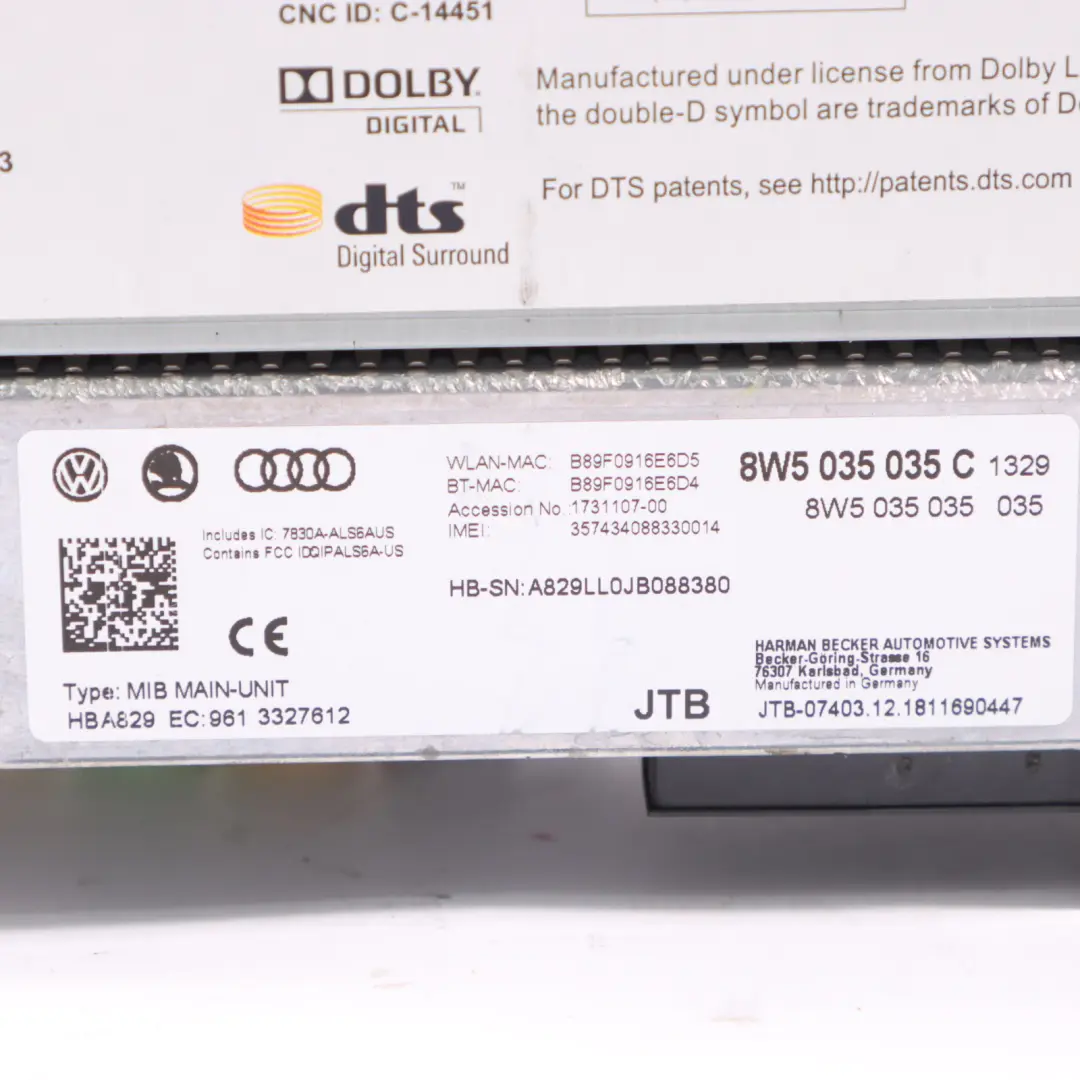 CNC ID: C-14451
DOLBY
DIGITAL
Manufactured under license from Dolby L
the double-D symbol are trademarks of D
3
dts™
Digital Surround
For DTS patents, see http://patents.dts.com
WLAN-MAC: B89F0916E6D5
BT-MAC: B89F0916E6D4
Accession No.:1731107-00
IMEI: 357434088330014
8W5 035 035 C 1329
8W5 035 035 035
Includes IC: 7830A-ALS6AUS
Contains FCC IDQIPALS6A-US
HB-SN: A829LL0JB088380
CE
Type: MIB MAIN-UNIT
HBA829 EC:961 3327612
JTB
HARMAN BECKER AUTOMOTIVE SYSTEMS
Becker-Göring-Strasse 16
76307 Karlsbad, Germany
Manufactured in Germany
JTB-07403.12.1811690447